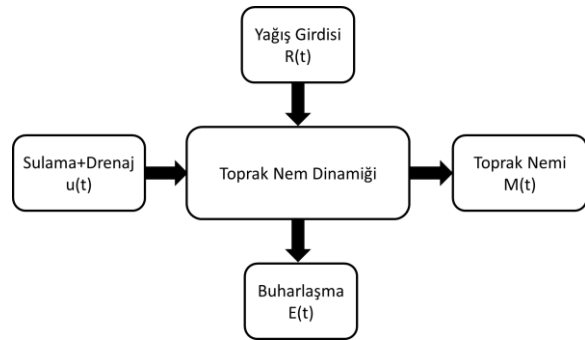 Yağış Girdisi
R(t)
Sulama+Drenaj
u(t)
Toprak Nem Dinamiği
Toprak Nemi
M(t)
Buharlaşma
E(t)